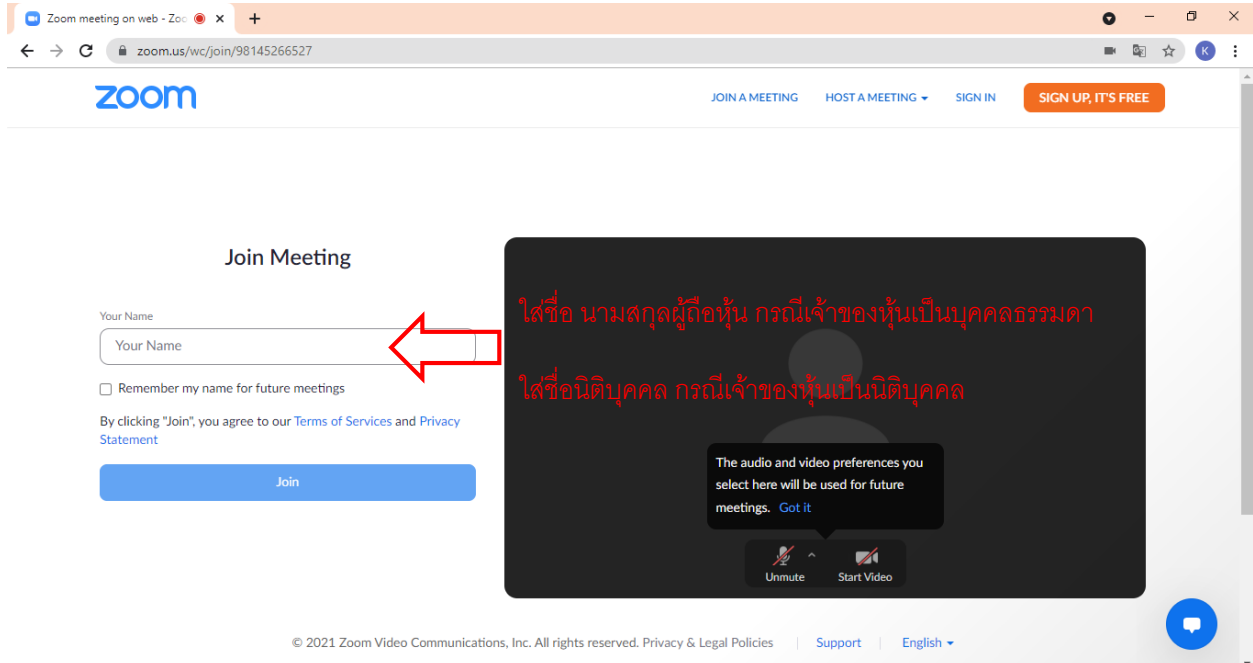 Zoom meeting on web - Zoo
zoom.us/wc/join/98145266527
K
zoom
JOIN A MEETING
HOST A MEETING
SIGN IN
SIGN UP, IT'S FREE
Join Meeting
Your Name
Your Name
Remember my name for future meetings
By clicking "Join", you agree to our Terms of Services and Privacy
Statement
Join
ใส่ชื่อ นามสกุลผู้ถือหุ้น กรณีเจ้าของหุ้นเป็นบุคคลธรรมดา
ใส่ชื่อนิติบุคคล กรณีเจ้าของหุ้นเป็นนิติบุคคล
The audio and video preferences you
select here will be used for future
meetings. Got it
Unmute
Start Video
© 2021 Zoom Video Communications, Inc. All rights reserved. Privacy & Legal Policies
Support
English